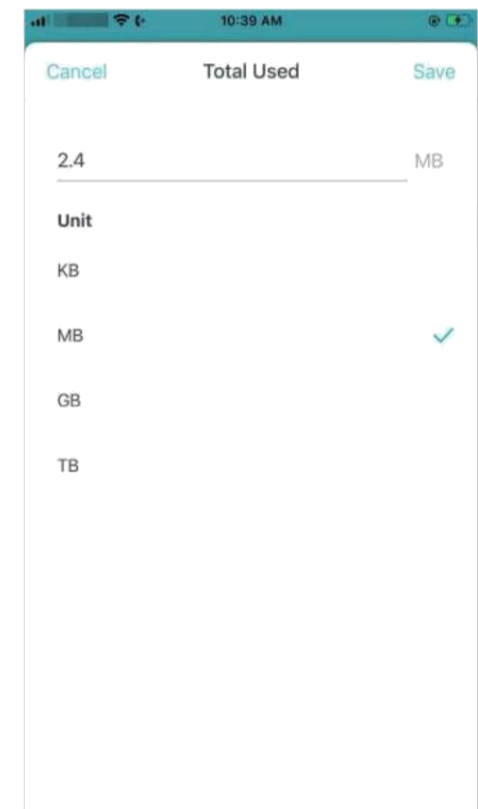 10:39 AM
Cancel Total Used Save
2.4 MB
Unit
KB
MB
GB
TB